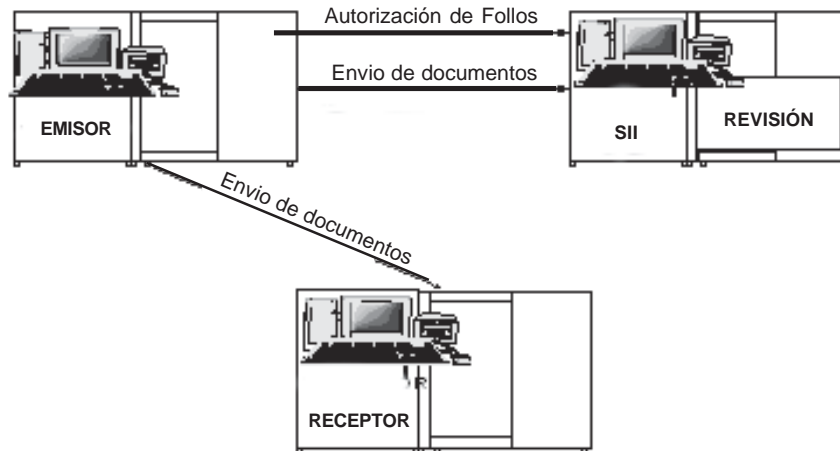 Autorización de Follos
Envio de documentos
EMISOR
SII
REVISIÓN
Envio de documentos
RECEPTOR